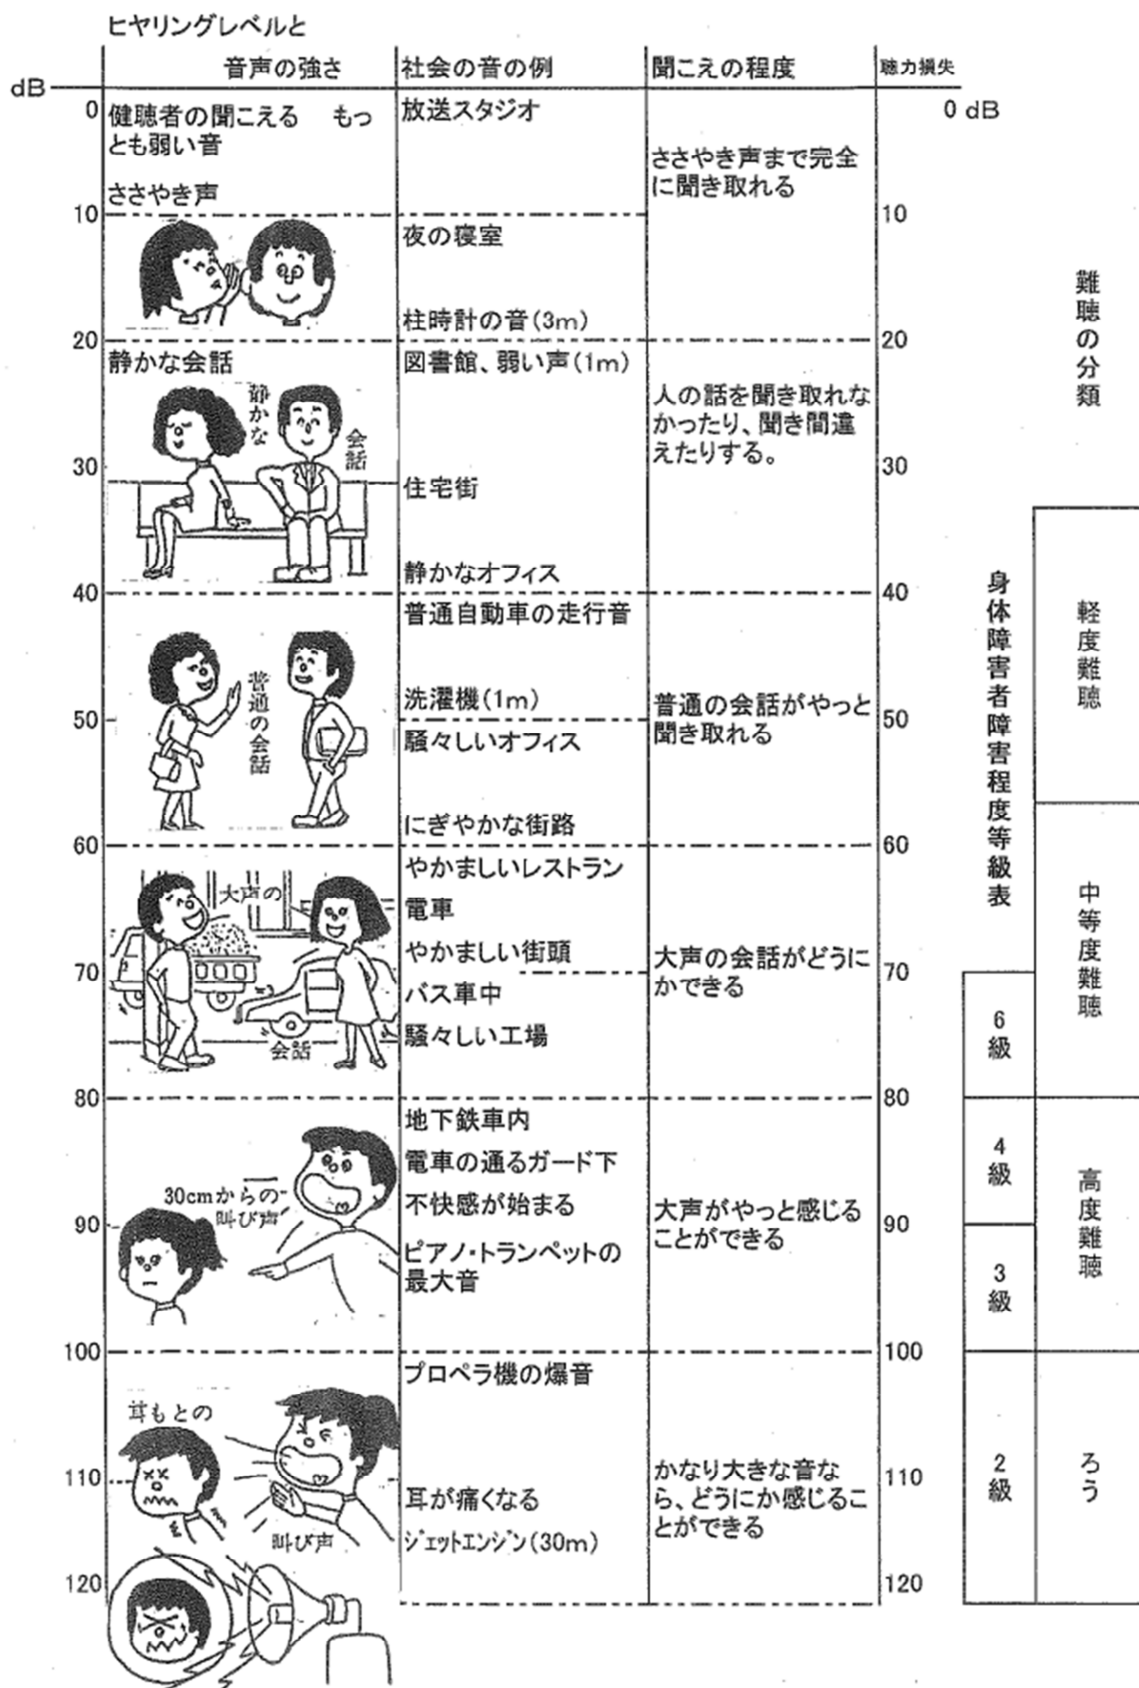 ヒヤリングレベルと
音声の強さ
社会の音の例
聞こえの程度
聴力損失
dB
0
健聴者の聞こえる もっ
とも弱い音
放送スタジオ
0 dB
ささやき声まで完全
に聞き取れる
ささやき声
10
10
夜の寝室
柱時計の音(3m)
20
20
静かな会話
図書館、弱い声(1m)
静かな
会話
人の話を聞き取れな
かったり、聞き間違
えたりする。
30
30
住宅街
静かなオフィス
40
40
普通自動車の走行音
普通の会話
洗濯機(1m)
普通の会話がやっと
聞き取れる
50
50
騒々しいオフィス
にぎやかな街路
60
60
やかましいレストラン
大声の
電車
やかましい街頭
大声の会話がどうに
かできる
70
70
バス車中
騒々しい工場
会話
80
80
地下鉄車内
電車の通るガード下
30cmからの
叫び声
不快感が始まる
大声がやっと感じる
ことができる
90
90
ピアノ・トランペットの
最大音
100
100
プロペラ機の爆音
耳もとの
かなり大きな音な
ら、どうにか感じるこ
とができる
110
110
耳が痛くなる
叫び声
ジェットエンジン(30m)
120
120
身体障害者障害程度等級表
6級
4級
3級
2級
難聴の分類
軽度難聴
中等度難聴
高度難聴
ろう